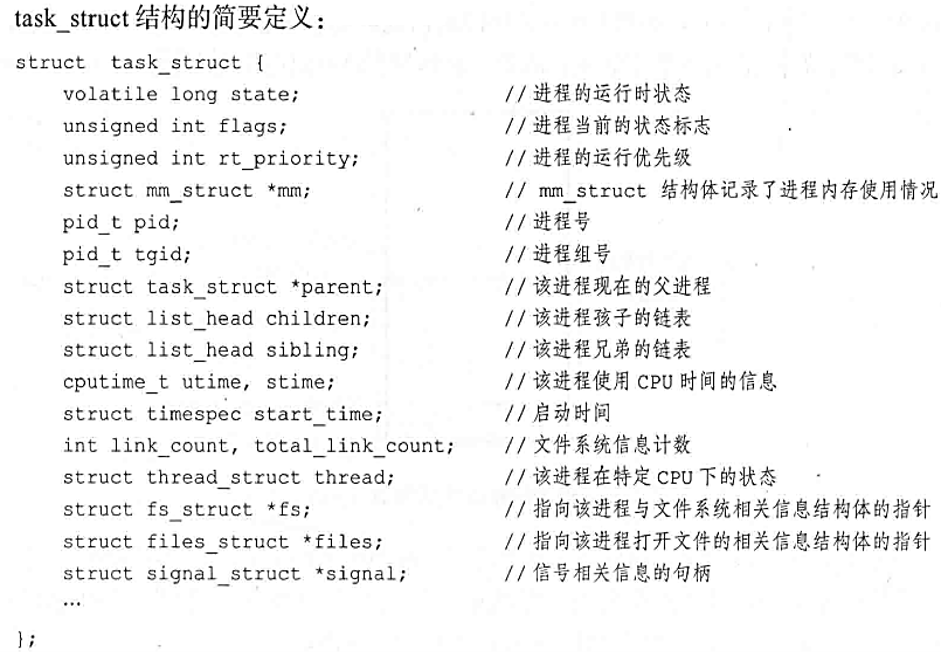 task_struct 结构的简要定义：
struct task_struct {
volatile long state; //进程的运行时状态
unsigned int flags; //进程当前的状态标志
unsigned int rt_priority; //进程的运行优先级
struct mm_struct *mm; // mm_struct 结构体记录了进程内存使用情况
pid_t pid; //进程号
pid_t tgid; //进程组号
struct task_struct *parent; //该进程现在的父进程
struct list_head children; //该进程孩子的链表
struct list_head sibling; //该进程兄弟的链表
cputime_t utime, stime; //该进程使用 CPU 时间的信息
struct timespec start_time; //启动时间
int link_count, total_link_count; //文件系统信息计数
struct thread_struct thread; //该进程在特定 CPU 下的状态
struct fs_struct *fs; //指向该进程与文件系统相关信息结构体的指针
struct files_struct *files; //指向该进程打开文件的相关信息结构体的指针
struct signal_struct *signal; //信号相关信息的句柄
…
};